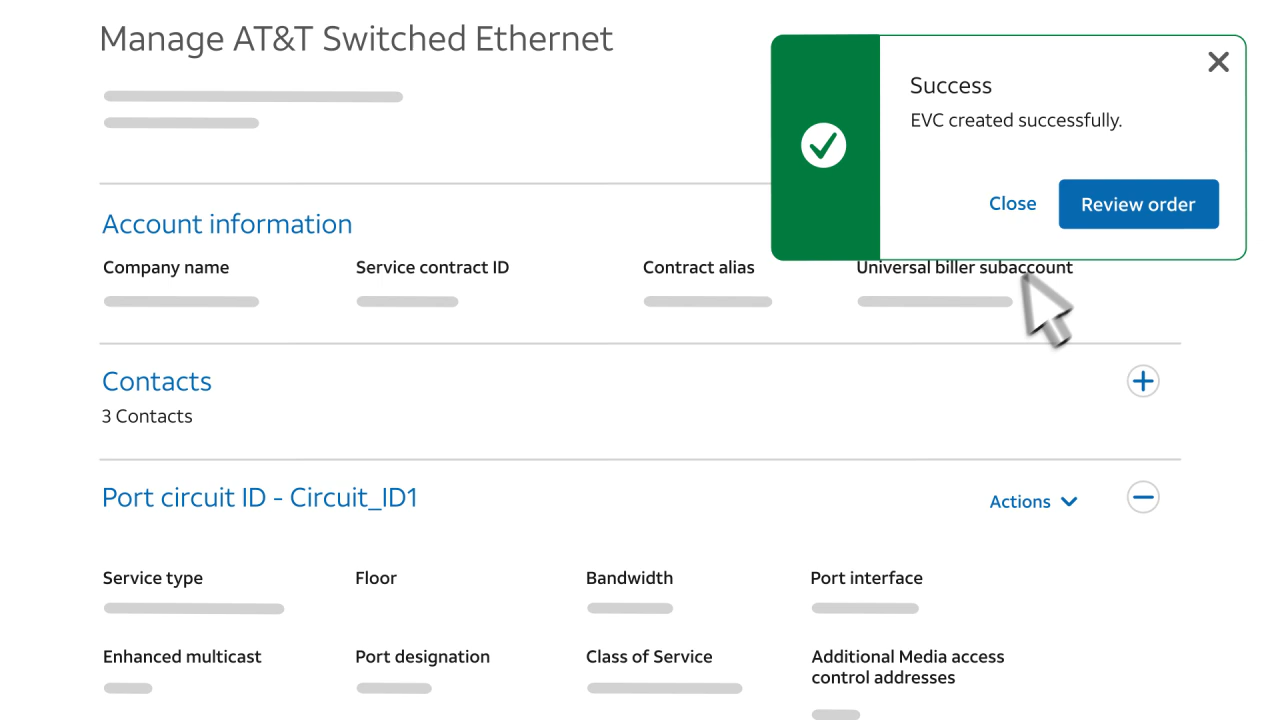 Manage AT&T Switched Ethernet
Success
EVC created successfully.
Close
Review order
Account information
Company name
Service contract ID
Contract alias
Universal biller subaccount
Contacts
3 Contacts
Port circuit ID - Circuit_ID1
Actions
Service type
Floor
Bandwidth
Port interface
Enhanced multicast
Port designation
Class of Service
Additional Media access
control addresses